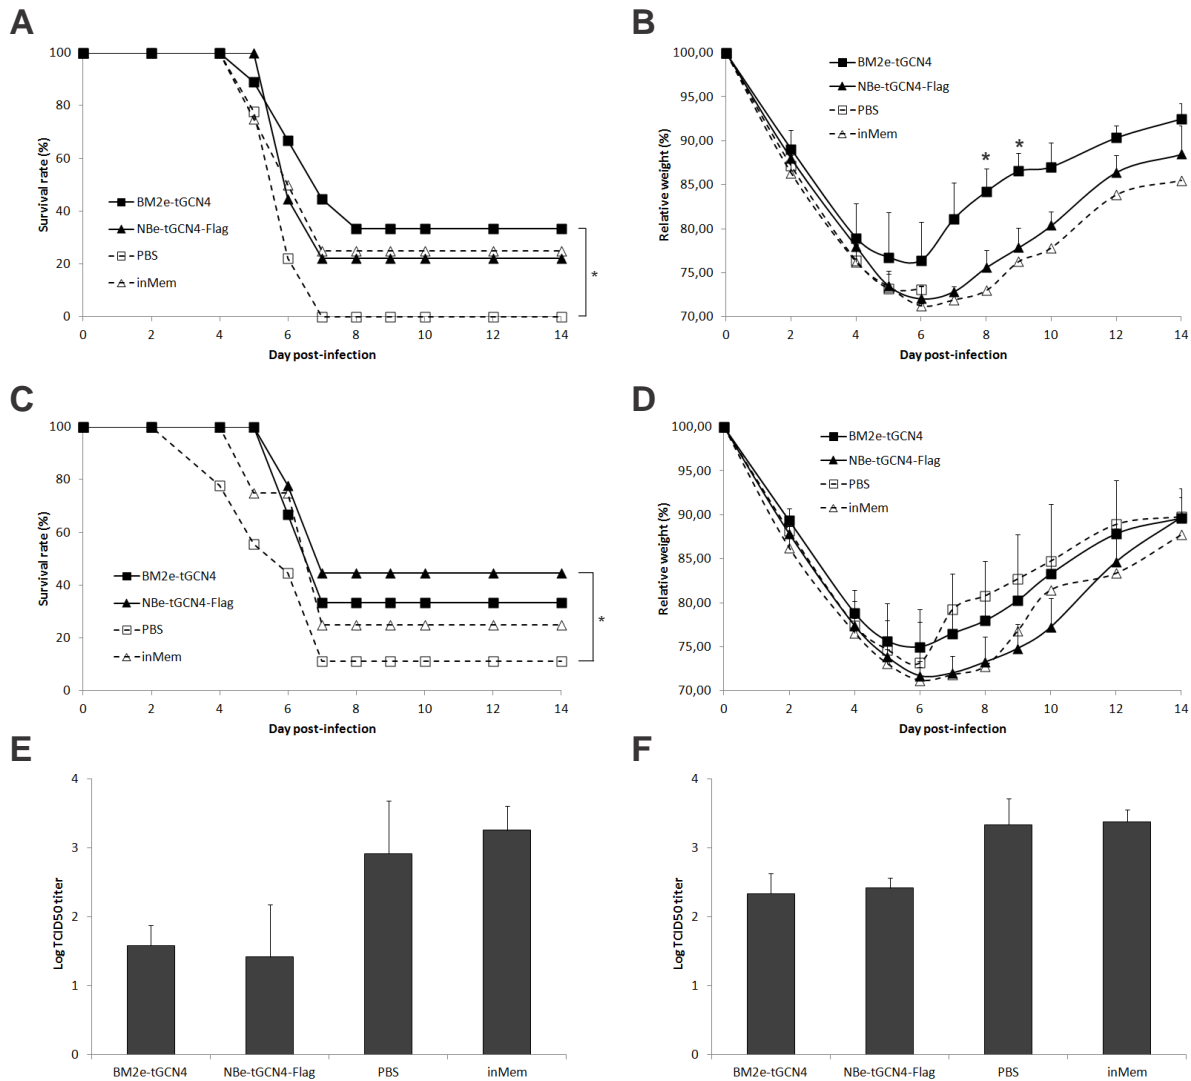 A
B
100
80
60
40
20
0
Survival rate (%)
BM2e-tGCN4
NBe-tGCN4-Flag
PBS
inMem
*
0 2 4 6 8 10 12 14
Day post-infection
100,00
95,00
90,00
85,00
80,00
75,00
70,00
Relative weight (%)
BM2e-tGCN4
NBe-tGCN4-Flag
PBS
inMem
* *
0 2 4 6 8 10 12 14
Day post-infection
C
D
100
80
60
40
20
0
Survival rate (%)
BM2e-tGCN4
NBe-tGCN4-Flag
PBS
inMem
*
0 2 4 6 8 10 12 14
Day post-infection
100,00
95,00
90,00
85,00
80,00
75,00
70,00
Relative weight (%)
BM2e-tGCN4
NBe-tGCN4-Flag
PBS
inMem
0 2 4 6 8 10 12 14
Day post-infection
E
F
4
3
2
1
0
Log TCID50 titer
BM2e-tGCN4 NBe-tGCN4-Flag PBS inMem
4
3
2
1
0
Log TCID50 titer
BM2e-tGCN4 NBe-tGCN4-Flag PBS inMem